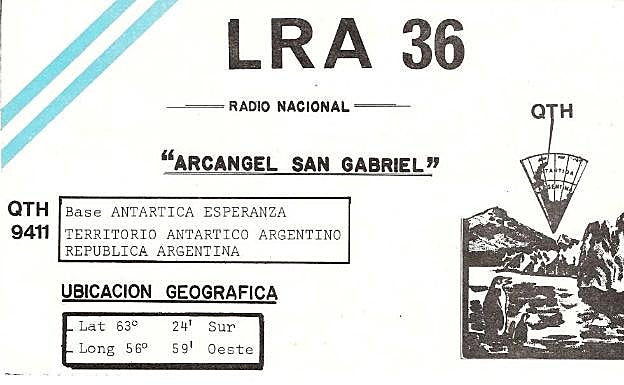 LRA 36
RADIO NACIONAL
"ARCANGEL SAN GABRIEL"
QTH
QTH
9411
Base ANTARTICA ESPERANZA
TERRITORIO ANTARTICO ARGENTINO
REPUBLICA ARGENTINA
UBICACION GEOGRAFICA
Lat 63° 24' Sur
Long 56° 59' Oeste